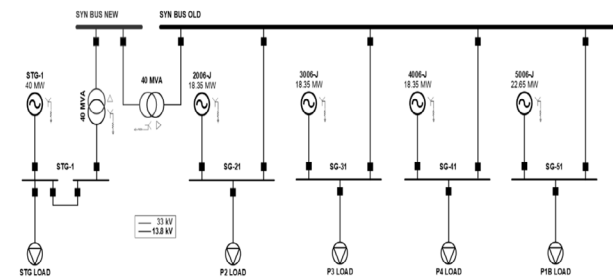 SYN BUS NEW
SYN BUS OLD
STG-1
40 MW
40 MVA
40 MVA
2006-J
18.35 MW
3006-J
18.35 MW
4006-J
18.35 MW
5006-J
22.65 MW
STG-1
SG-21
SG-31
SG-41
SG-51
33 kV
13.8 kV
STG LOAD
P2 LOAD
P3 LOAD
P4 LOAD
P1B LOAD